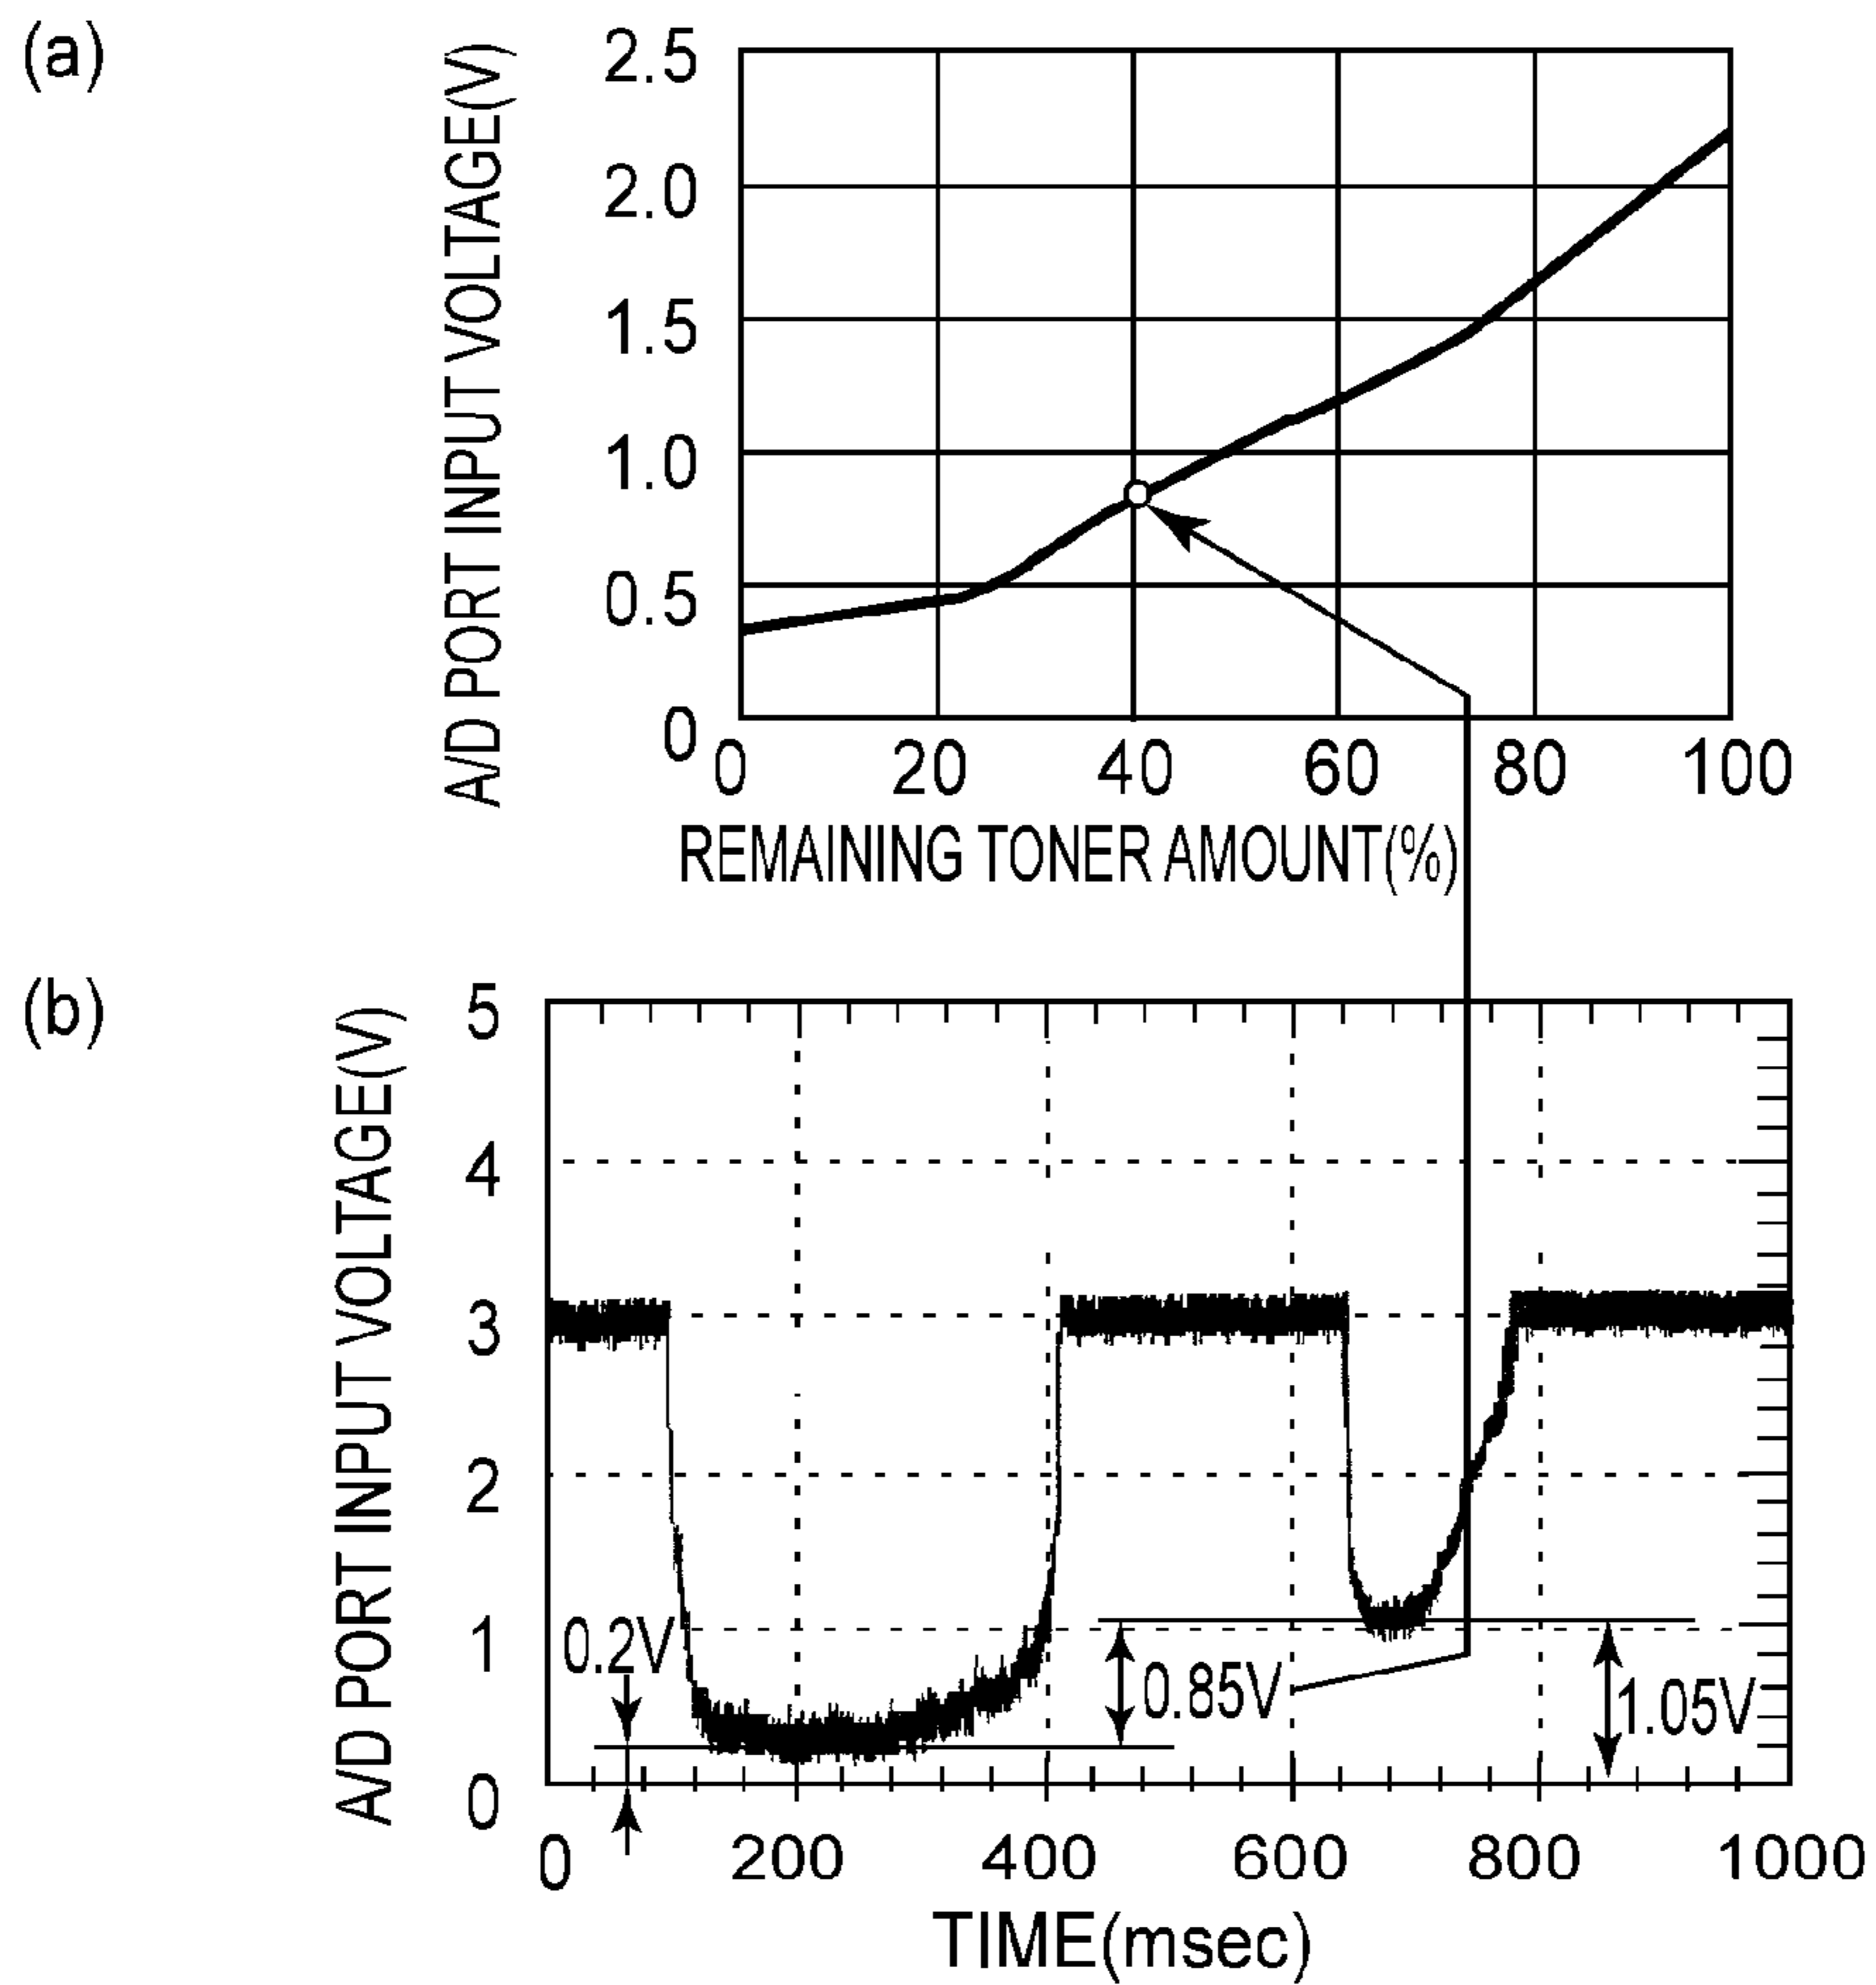 (a)
A/D PORT INPUT VOLTAGE(V)
2.5
2.0
1.5
1.0
0.5
0
0 20 40 60 80 100
REMAINING TONER AMOUNT(%)
(b)
A/D PORT INPUT VOLTAGE(V)
5
4
3
2
1
0
0.2V
0.85V
1.05V
0 200 400 600 800 1000
TIME(msec)